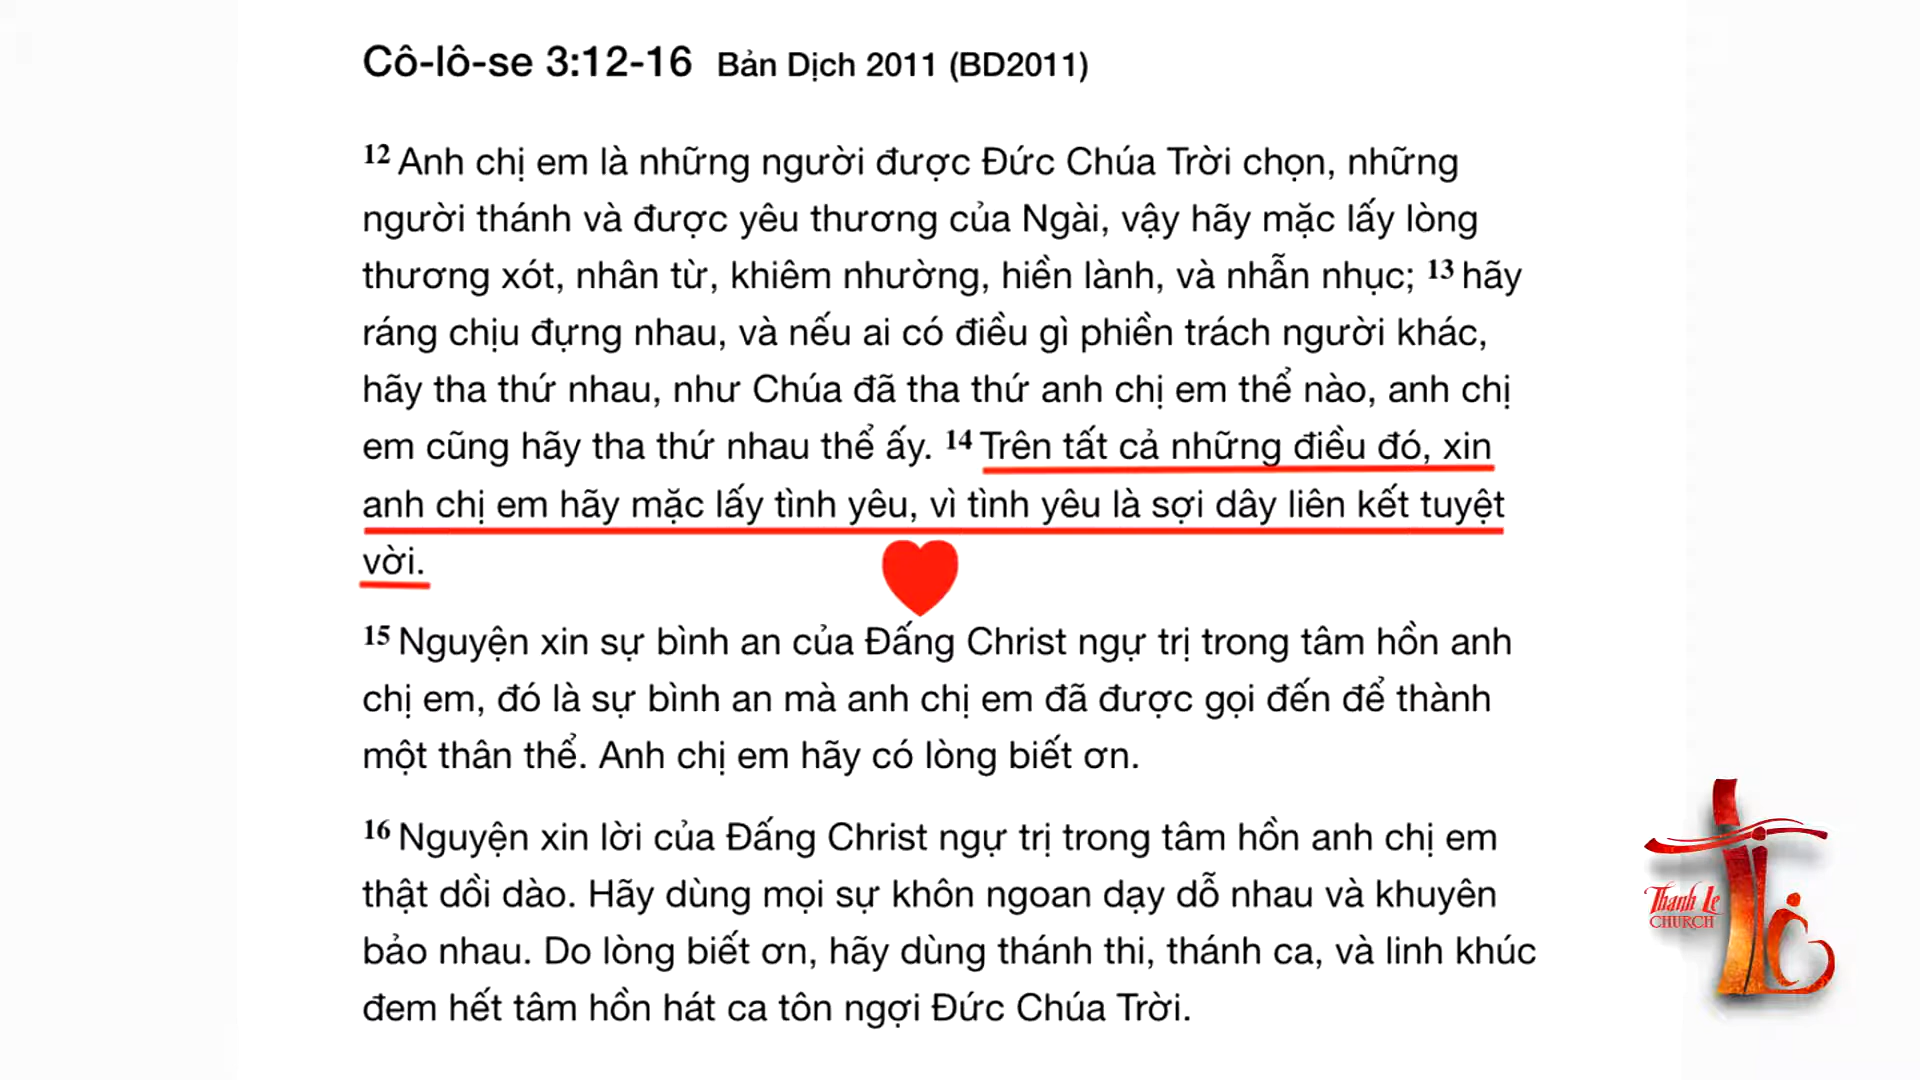 Cô-lô-se 3:12-16 Bản Dịch 2011 (BD2011)
12 Anh chị em là những người được Đức Chúa Trời chọn, những
người thánh và được yêu thương của Ngài, vậy hãy mặc lấy lòng
thương xót, nhân từ, khiêm nhường, hiền lành, và nhẫn nhục; 13 hãy
ráng chịu đựng nhau, và nếu ai có điều gì phiền trách người khác,
hãy tha thứ nhau, như Chúa đã tha thứ anh chị em thể nào, anh chị
em cũng hãy tha thứ nhau thể ấy. 14 Trên tất cả những điều đó, xin
anh chị em hãy mặc lấy tình yêu, vì tình yêu là sợi dây liên kết tuyệt
vời.
15 Nguyện xin sự bình an của Đấng Christ ngự trị trong tâm hồn anh
chị em, đó là sự bình an mà anh chị em đã được gọi đến để thành
một thân thể. Anh chị em hãy có lòng biết ơn.
16 Nguyện xin lời của Đấng Christ ngự trị trong tâm hồn anh chị em
thật dồi dào. Hãy dùng mọi sự khôn ngoan dạy dỗ nhau và khuyên
bảo nhau. Do lòng biết ơn, hãy dùng thánh thi, thánh ca, và linh khúc
đem hết tâm hồn hát ca tôn ngợi Đức Chúa Trời.
Thanh Le
CHURCH